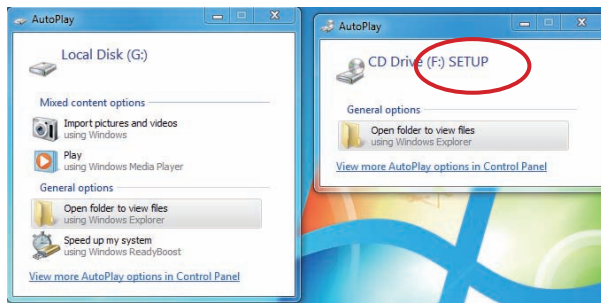 AutoPlay
Local Disk (G:)
Mixed content options
Import pictures and videos
using Windows
Play
using Windows Media Player
General options
Open folder to view files
using Windows Explorer
Speed up my system
using Windows ReadyBoost
View more AutoPlay options in Control Panel
AutoPlay
CD Drive (F:) SETUP
General options
Open folder to view files
using Windows Explorer
View more AutoPlay options in Control Panel